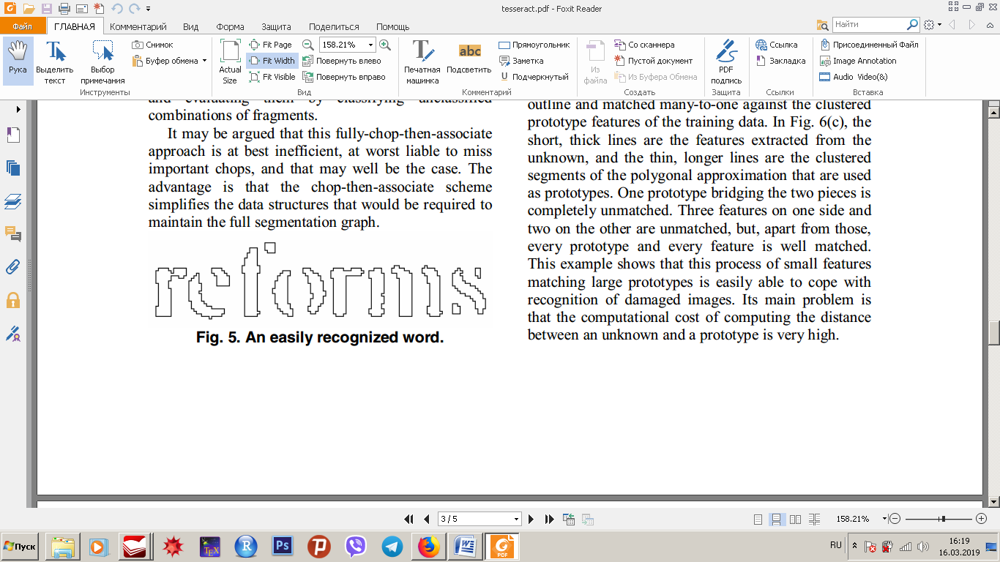 tesseract.pdf - Foxit Reader
Файл ГЛАВНАЯ Комментарий Вид Форма Защита Поделиться Помощь
Найти
Рука
Выделить текст
Выбор примечания
Снимок
Буфер обмена
Инструменты
Actual Size
Fit Page
Fit Width
Fit Visible
158.21%
Повернуть влево
Повернуть вправо
Вид
Печатная машинка
abc
Подсветить
Прямоугольник
Заметка
Подчеркнутый
Комментарий
Из файла
Со сканнера
Пустой документ
Из Буфера Обмена
Создать
PDF подпись
Защита
Ссылка
Закладка
Ссылки
Присоединенный Файл
Image Annotation
Audio Video(&)
Вставка
and evaluating them by classifying unclassified
combinations of fragments.
It may be argued that this fully-chop-then-associate
approach is at best inefficient, at worst liable to miss
important chops, and that may well be the case. The
advantage is that the chop-then-associate scheme
simplifies the data structures that would be required to
maintain the full segmentation graph.
reforms
Fig. 5. An easily recognized word.
outline and matched many-to-one against the clustered
prototype features of the training data. In Fig. 6(c), the
short, thick lines are the features extracted from the
unknown, and the thin, longer lines are the clustered
segments of the polygonal approximation that are used
as prototypes. One prototype bridging the two pieces is
completely unmatched. Three features on one side and
two on the other are unmatched, but, apart from those,
every prototype and every feature is well matched.
This example shows that this process of small features
matching large prototypes is easily able to cope with
recognition of damaged images. Its main problem is
that the computational cost of computing the distance
between an unknown and a prototype is very high.
3 / 5
158.21%
Пуск
TEX
R
Ps
P
W
G
PDF
RU
16:19
16.03.2019